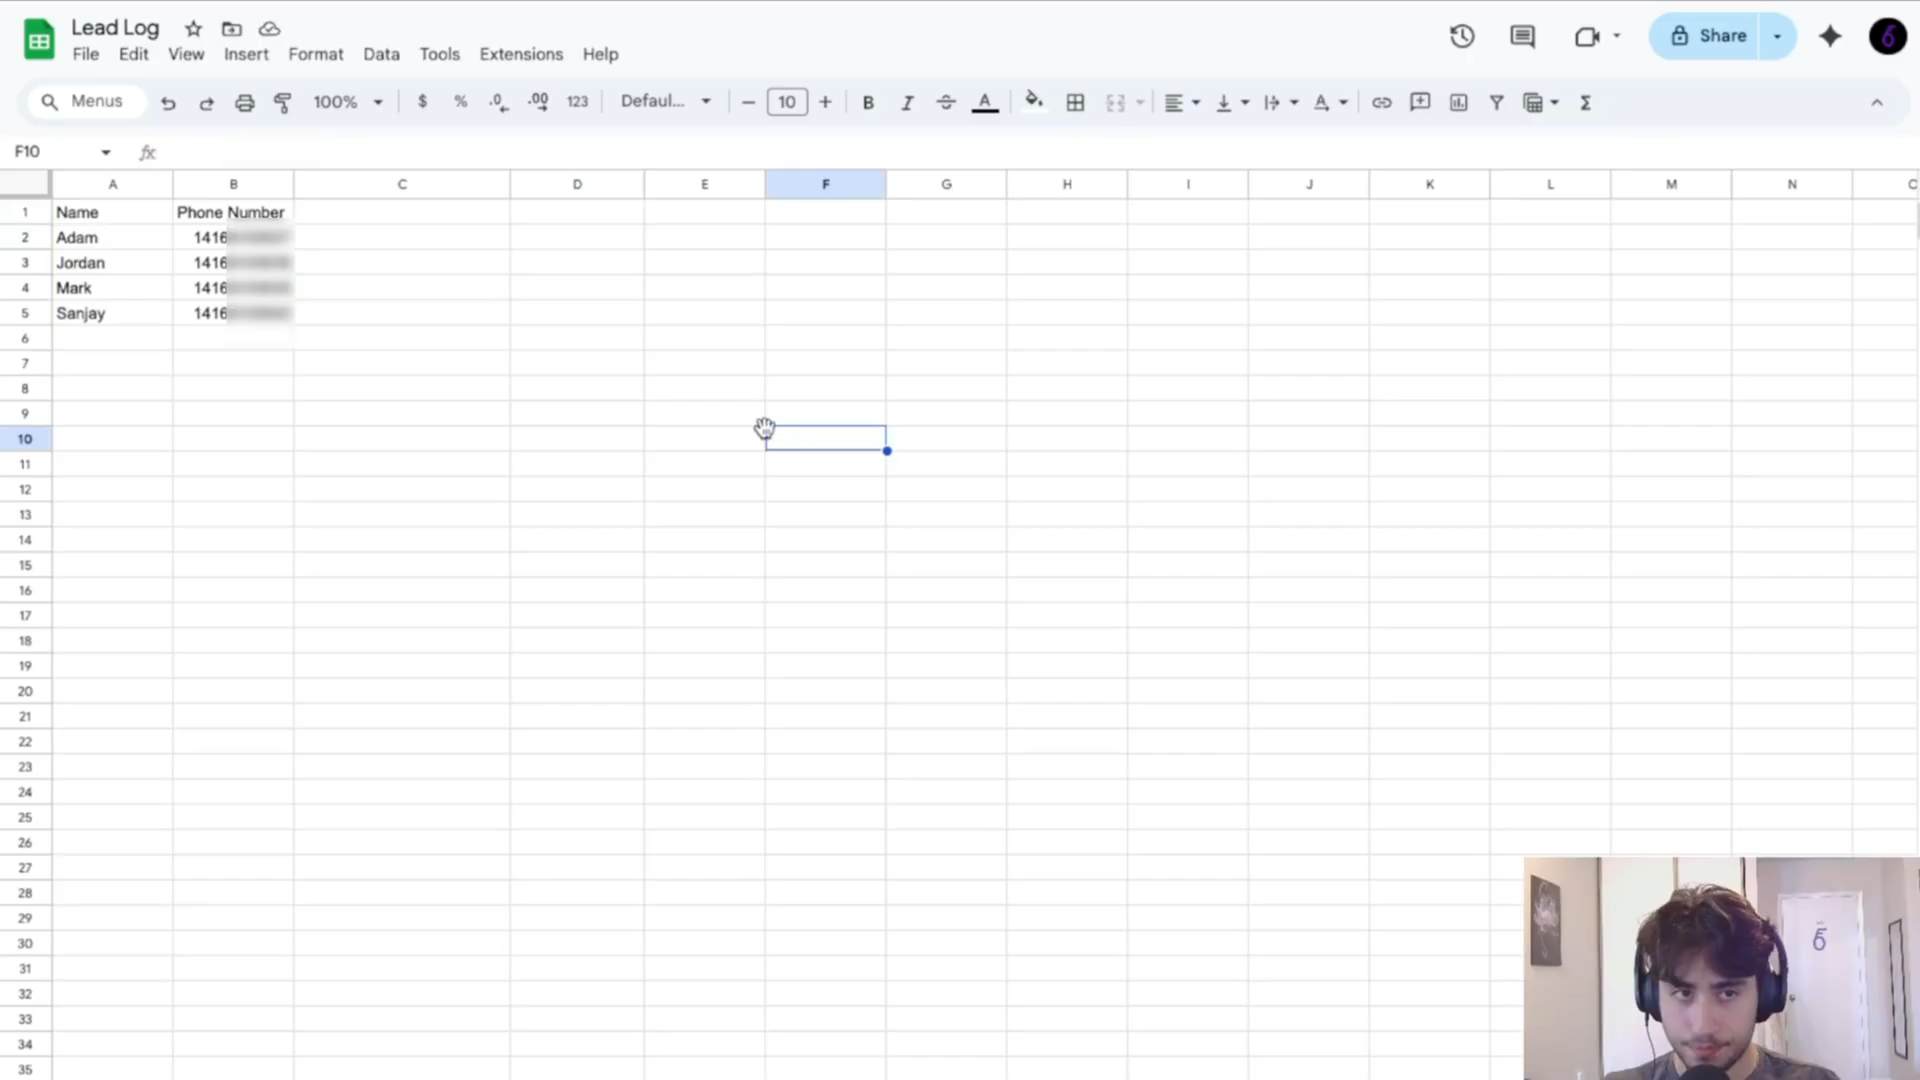 Lead Log
File Edit View Insert Format Data Tools Extensions Help
Share
Menus 100% $ % .0 .00 123 Defaul... 10 B I A
F10 fx
A B C D E F G H I J K L M N
1 Name Phone Number
2 Adam 1416
3 Jordan 1416
4 Mark 1416
5 Sanjay 1416
6
7
8
9
10
11
12
13
14
15
16
17
18
19
20
21
22
23
24
25
26
27
28
29
30
31
32
33
34
35